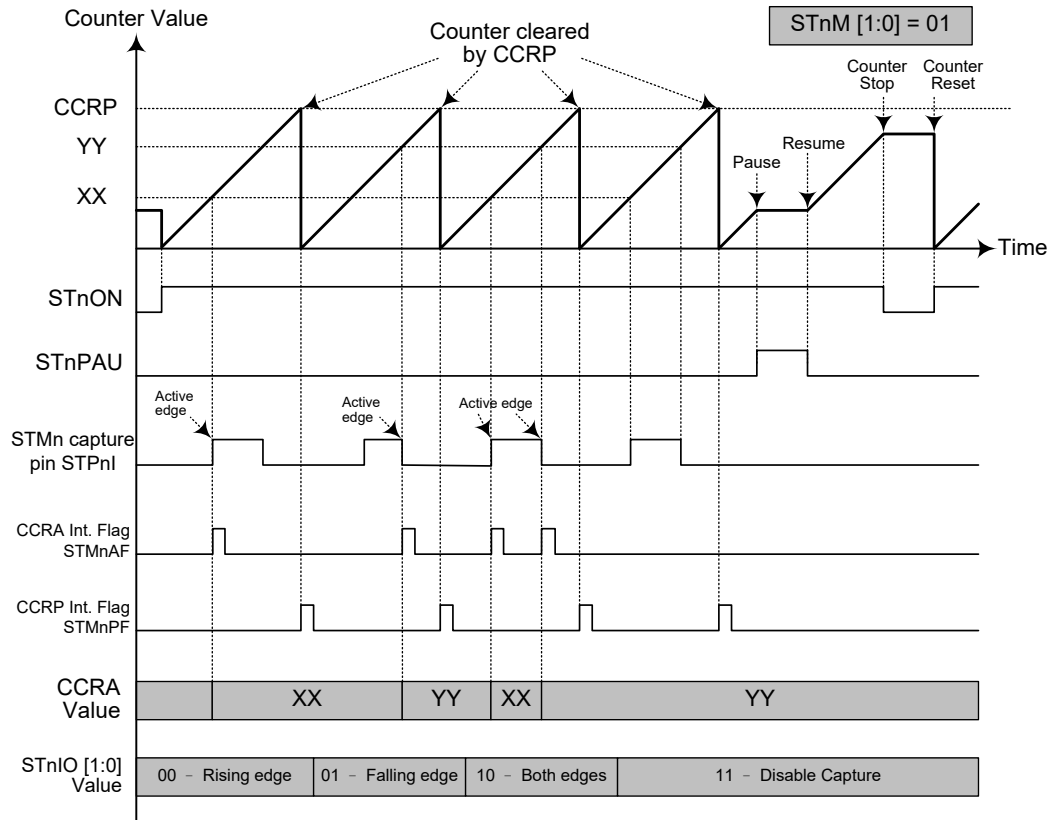 Counter Value
STnM [1:0] = 01
Counter cleared
by CCRP
Counter
Stop
Counter
Reset
CCRP
YY
XX
Pause
Resume
Time
STnON
STnPAU
Active
edge
Active
edge
Active edge
STMn capture
pin STPnI
CCRA Int. Flag
STMnAF
CCRP Int. Flag
STMnPF
CCRA
Value
XX
YY
XX
YY
STnIO [1:0]
Value
00 – Rising edge
01 – Falling edge
10 – Both edges
11 – Disable Capture